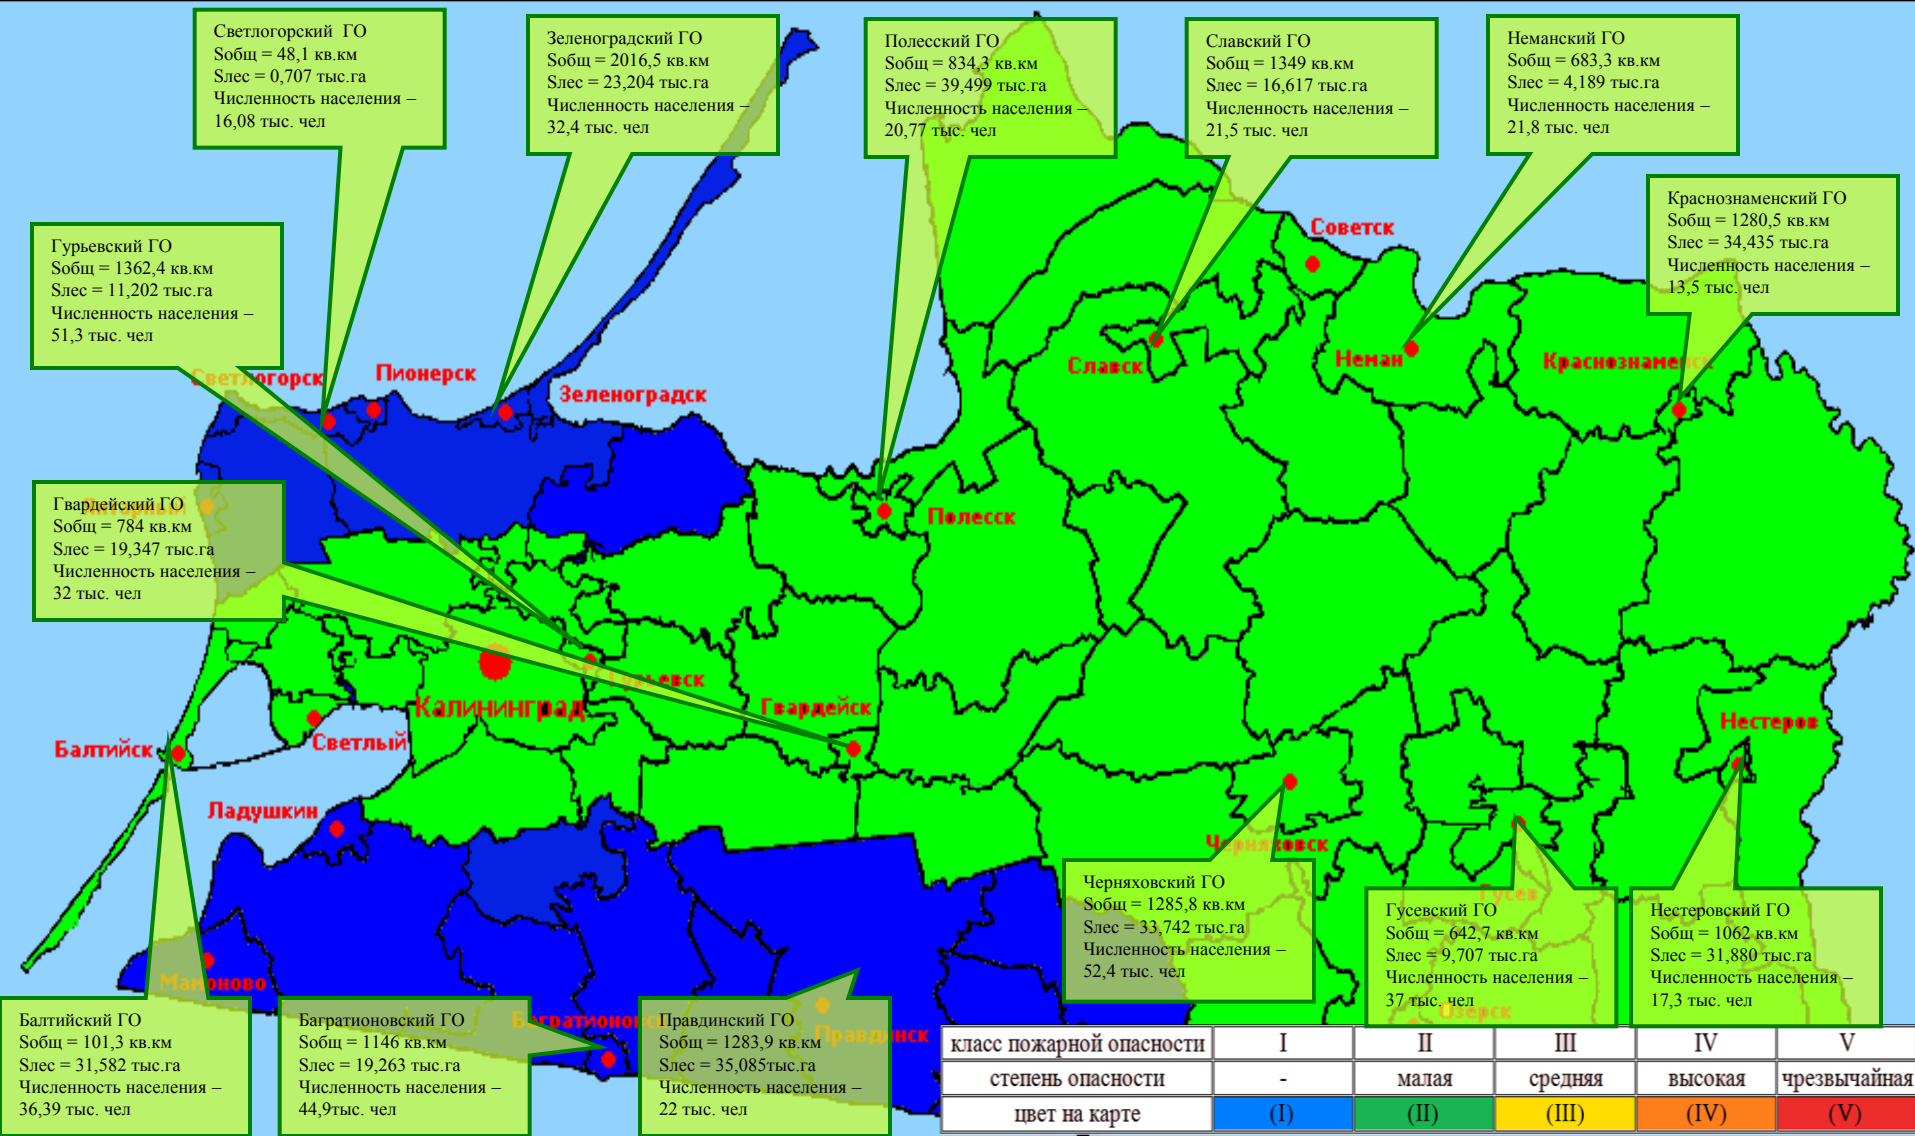 Светлогорский ГО
Sобщ = 48,1 кв.км
Sлес = 0,707 тыс.га
Численность населения –
16,08 тыс. чел
Зеленоградский ГО
Sобщ = 2016,5 кв.км
Sлес = 23,204 тыс.га
Численность населения –
32,4 тыс. чел
Полесский ГО
Sобщ = 834,3 кв.км
Sлес = 39,499 тыс.га
Численность населения –
20,77 тыс. чел
Славский ГО
Sобщ = 1349 кв.км
Sлес = 16,617 тыс.га
Численность населения –
21,5 тыс. чел
Неманский ГО
Sобщ = 683,3 кв.км
Sлес = 4,189 тыс.га
Численность населения –
21,8 тыс. чел
Краснознаменский ГО
Sобщ = 1280,5 кв.км
Sлес = 34,435 тыс.га
Численность населения –
13,5 тыс. чел
Гурьевский ГО
Sобщ = 1362,4 кв.км
Sлес = 11,202 тыс.га
Численность населения –
51,3 тыс. чел
Советск
Славск
Неман
Краснознаменск
Светлогорск
Пионерск
Зеленоградск
Гвардейский ГО
Sобщ = 784 кв.км
Sлес = 19,347 тыс.га
Численность населения –
32 тыс. чел
Янтарный
Полесск
Гурьевск
Калининград
Гвардейск
Нестеров
Балтийск
Светлый
Ладушкин
Черняховск
Гусев
Черняховский ГО
Sобщ = 1285,8 кв.км
Sлес = 33,742 тыс.га
Численность населения –
52,4 тыс. чел
Гусевский ГО
Sобщ = 642,7 кв.км
Sлес = 9,707 тыс.га
Численность населения –
37 тыс. чел
Нестеровский ГО
Sобщ = 1062 кв.км
Sлес = 31,880 тыс.га
Численность населения –
17,3 тыс. чел
Мамоново
Багратионовск
Правдинск
Озерск
Балтийский ГО
Sобщ = 101,3 кв.км
Sлес = 31,582 тыс.га
Численность населения –
36,39 тыс. чел
Багратионовский ГО
Sобщ = 1146 кв.км
Sлес = 19,263 тыс.га
Численность населения –
44,9тыс. чел
Правдинский ГО
Sобщ = 1283,9 кв.км
Sлес = 35,085тыс.га
Численность населения –
22 тыс. чел
класс пожарной опасности I II III IV V
степень опасности - малая средняя высокая чрезвычайная
цвет на карте (I) (II) (III) (IV) (V)